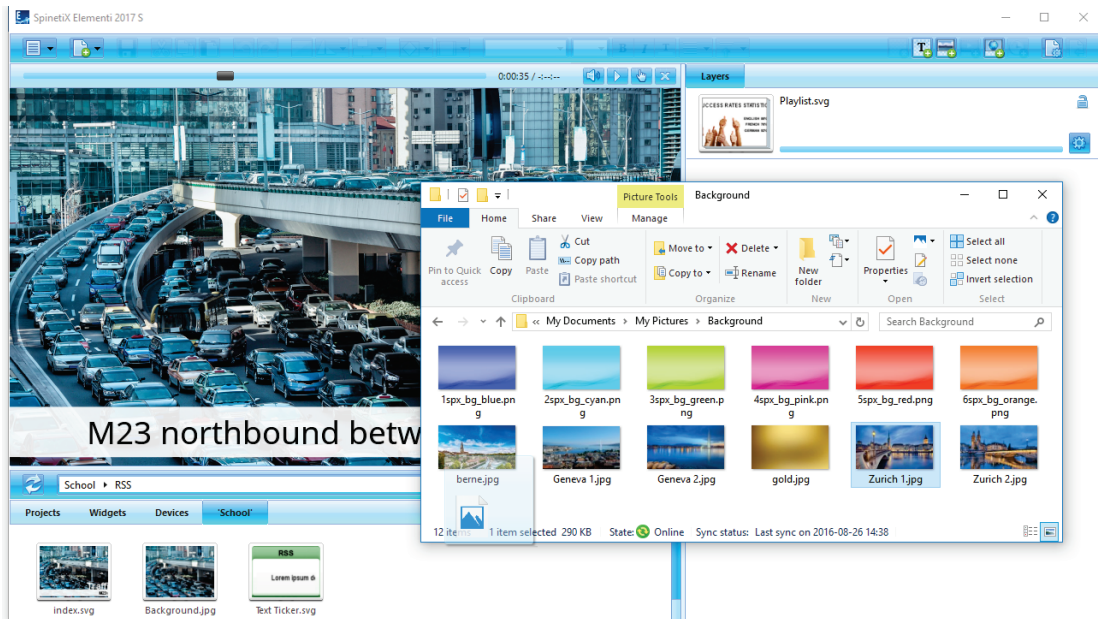 SpinetiX Elementi 2017 S
0:00:35 / -:--:--
Layers
Playlist.svg
M23 northbound betw
School ▸ RSS
Projects Widgets Devices 'School'
RSS
Lorem ipsum d
index.svg Background.jpg Text Ticker.svg
Picture Tools Background
File Home Share View Manage
Pin to Quick access
Copy
Paste
Cut
Copy path
Paste shortcut
Clipboard
Move to
Copy to
Delete
Rename
Organize
New folder
New
Properties
Open
Select all
Select none
Invert selection
Select
« My Documents > My Pictures > Background
Search Background
1spx_bg_blue.png
2spx_bg_cyan.png
3spx_bg_green.png
4spx_bg_pink.png
5spx_bg_red.png
6spx_bg_orange.png
berne.jpg Geneva 1.jpg Geneva 2.jpg gold.jpg Zurich 1.jpg Zurich 2.jpg
12 items 1 item selected 290 KB State: Online Sync status: Last sync on 2016-08-26 14:38